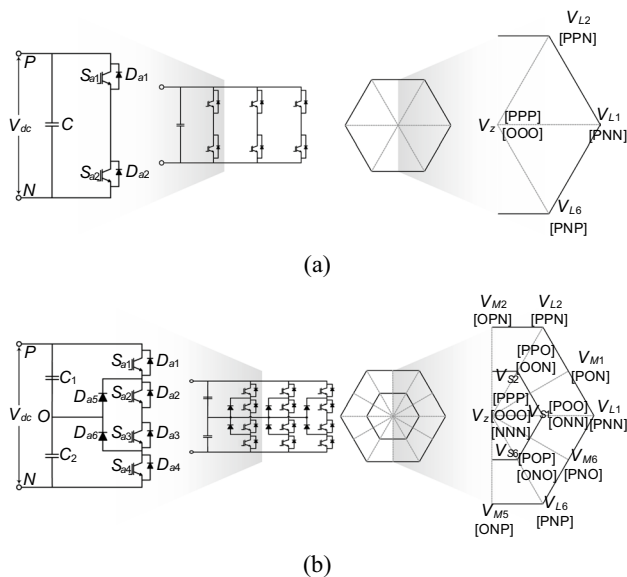 P
S_a1 D_a1
V_dc C
S_a2 D_a2
N
V_L2
[PPN]
V_z [PPP] V_L1
[OOO] [PNN]
V_L6
[PNP]
(a)
P
S_a1 D_a1
C_1
D_a5 S_a2 D_a2
V_dc O
D_a6 S_a3 D_a3
C_2
S_a4 D_a4
N
V_M2 V_L2
[OPN] [PPN]
[PPO]
[OON] V_M1
V_S2 [PON]
[PPP] [POO] V_L1
V_z [OOO] V_S1 [ONN] [PNN]
[NNN]
V_S6 [POP] V_M6
[ONO] [PNO]
V_M5 V_L6
[ONP] [PNP]
(b)